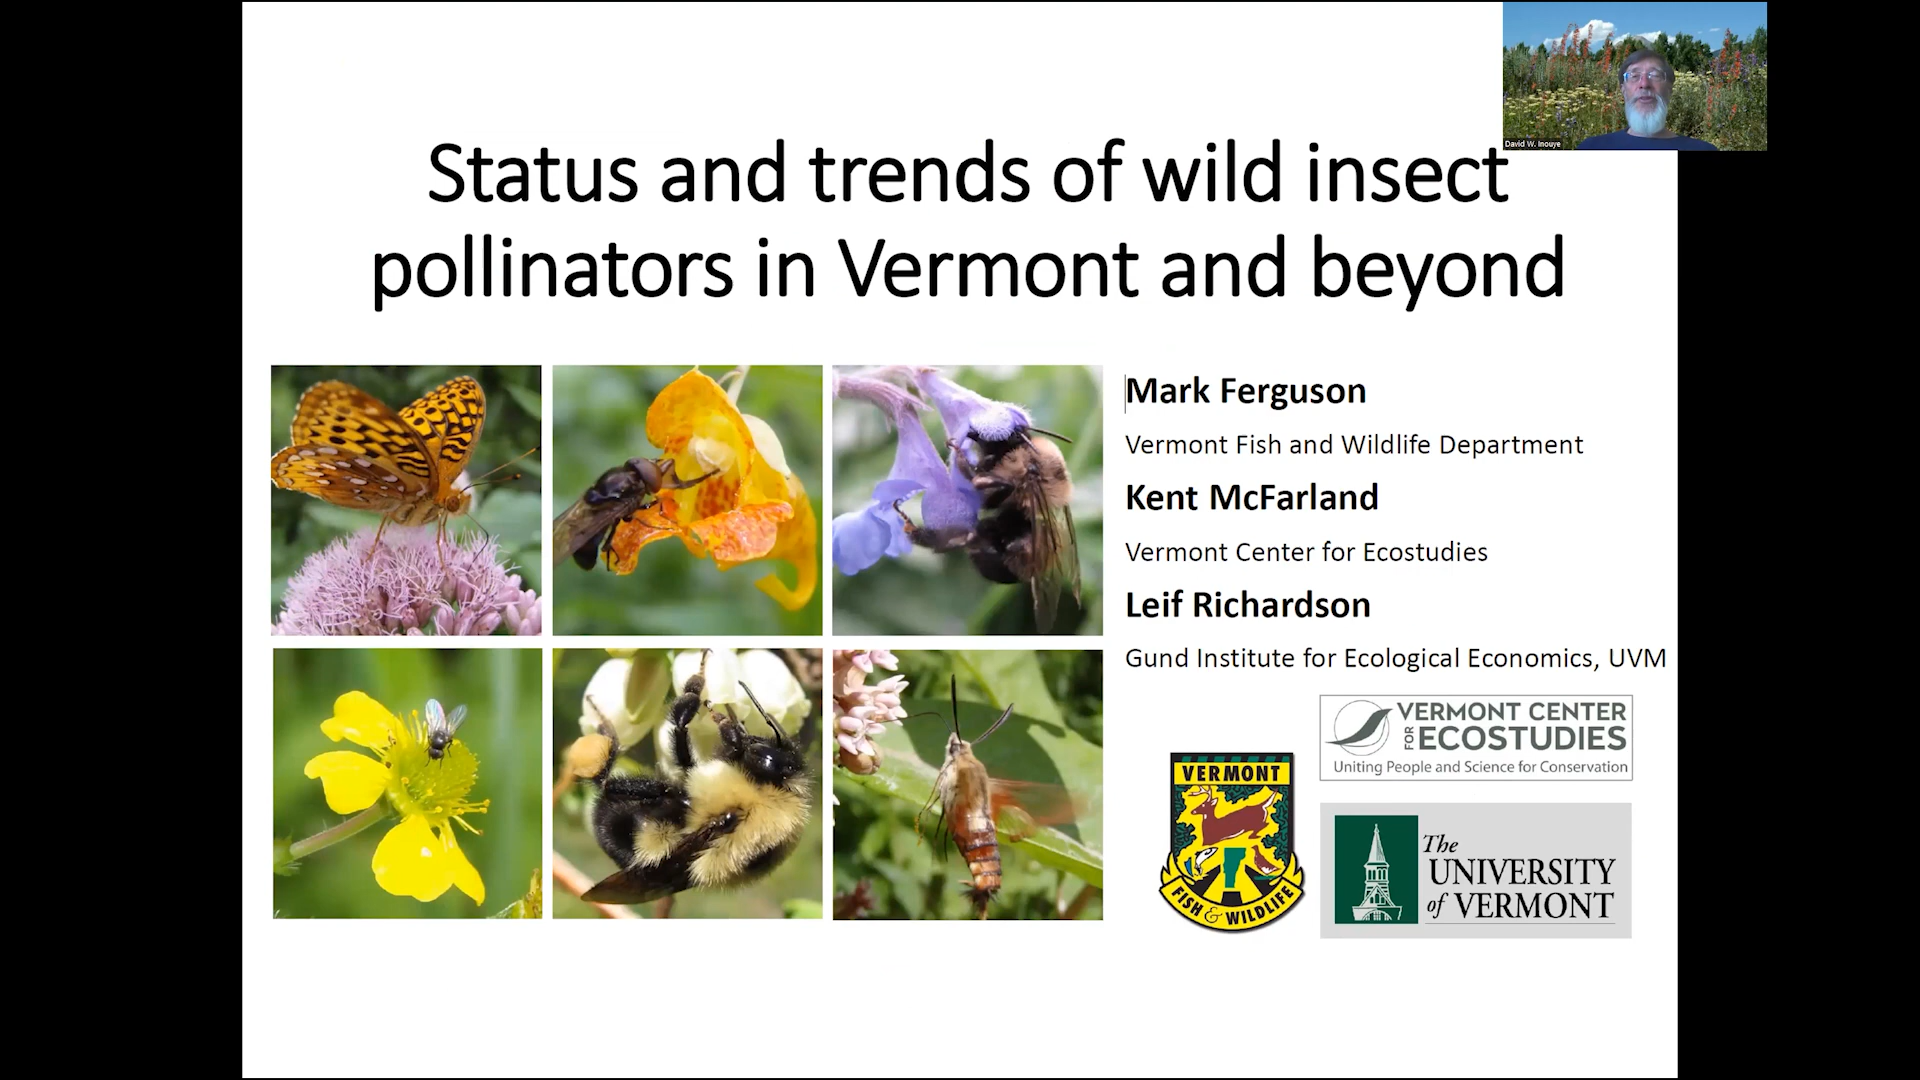 David W. Inouye
Status and trends of wild insect
pollinators in Vermont and beyond
Mark Ferguson
Vermont Fish and Wildlife Department
Kent McFarland
Vermont Center for Ecostudies
Leif Richardson
Gund Institute for Ecological Economics, UVM
VERMONT CENTER
FOR ECOSTUDIES
Uniting People and Science for Conservation
VERMONT
FISH & WILDLIFE
The
UNIVERSITY
of VERMONT